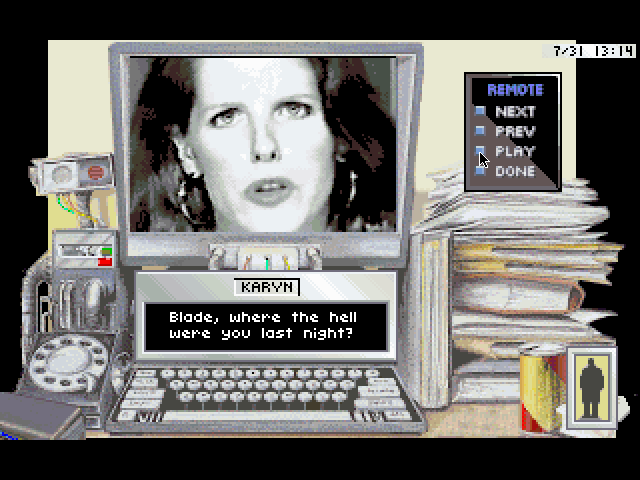 7/31 13:14
REMOTE
NEXT
PREV
PLAY
DONE
KARYN
Blade, where the hell
were you last night?